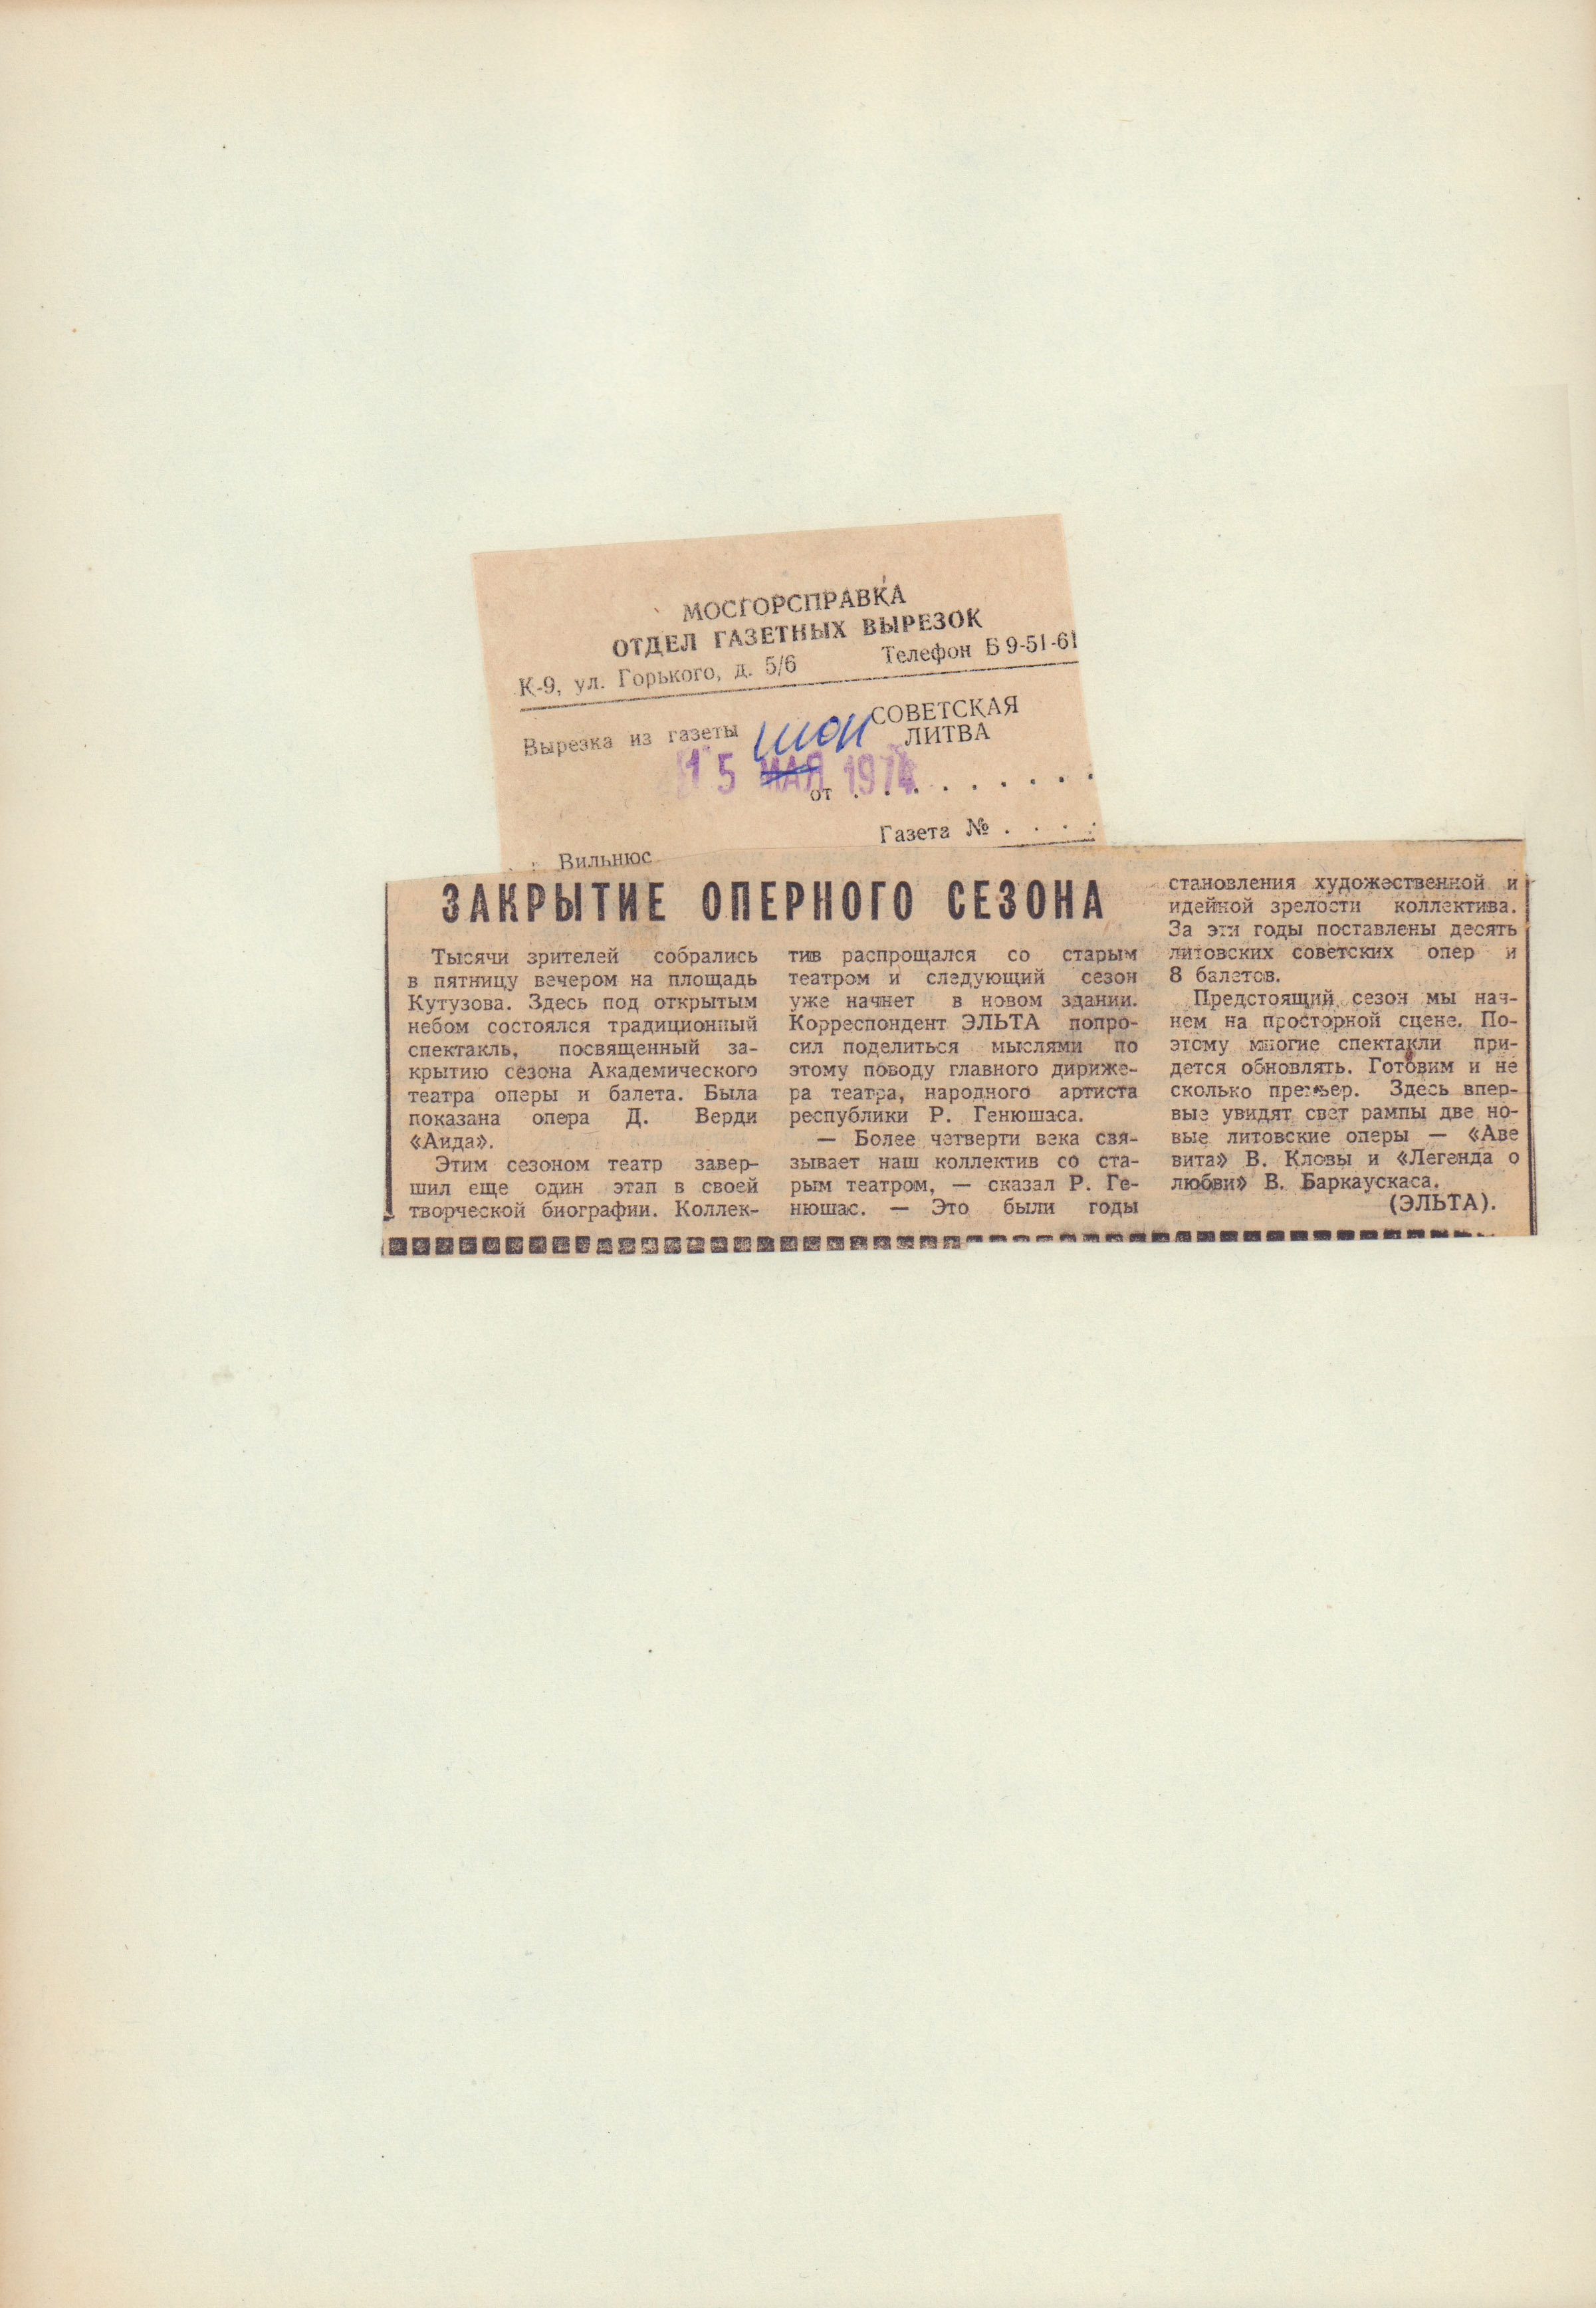 МОСГОРСПРАВКА
ОТДЕЛ ГАЗЕТНЫХ ВЫРЕЗОК
К-9, ул. Горького, д. 5/6 Телефон Б 9-51-61
Вырезка из газеты
СОВЕТСКАЯ
ЛИТВА
июн
15 МАЯ 1974
от . . . . . . . . . .
Газета № . . . .
Вильнюс
ЗАКРЫТИЕ ОПЕРНОГО СЕЗОНА
Тысячи зрителей собрались
в пятницу вечером на площадь
Кутузова. Здесь под открытым
небом состоялся традиционный
спектакль, посвященный за-
крытию сезона Академического
театра оперы и балета. Была
показана опера Д. Верди
«Аида».
Этим сезоном театр завер-
шил еще один этап в своей
творческой биографии. Коллек-
тив распрощался со старым
театром и следующий сезон
уже начнет в новом здании.
Корреспондент ЭЛЬТА попро-
сил поделиться мыслями по
этому поводу главного дириже-
ра театра, народного артиста
республики Р. Генюшаса.
— Более четверти века свя-
зывает наш коллектив со ста-
рым театром, — сказал Р. Ге-
нюшас. — Это были годы
становления художественной и
идейной зрелости коллектива.
За эти годы поставлены десять
литовских советских опер и
8 балетов.
Предстоящий сезон мы нач-
нем на просторной сцене. По-
этому многие спектакли при-
дется обновлять. Готовим и не
сколько премьер. Здесь впер-
вые увидят свет рампы две но-
вые литовские оперы — «Аве
вита» В. Кловы и «Легенда о
любви» В. Баркаускаса.
(ЭЛЬТА).